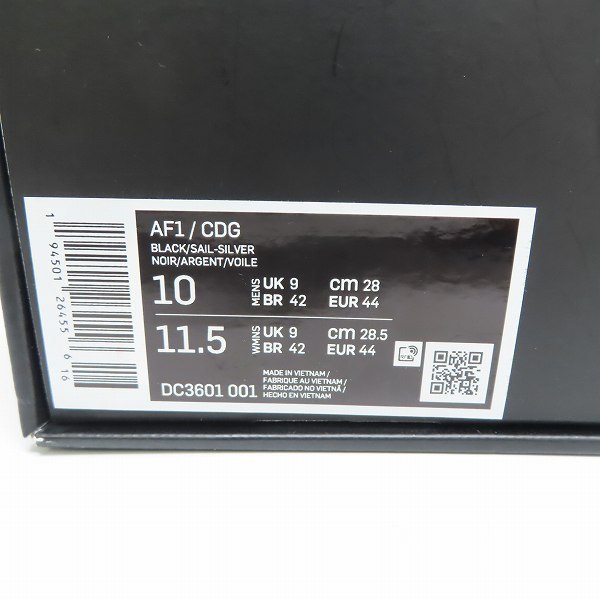 AF1 / CDG
BLACK/SAIL-SILVER
NOIR/ARGENT/VOILE
10 MENS UK 9 cm 28
BR 42 EUR 44
11.5 WMNS UK 9 cm 28.5
BR 42 EUR 44
DC3601 001
MADE IN VIETNAM/
FABRIQUE AU VIETNAM/
FABRICADO NO VIETNÃ/
HECHO EN VIETNAM
1 94501 26455 6 16